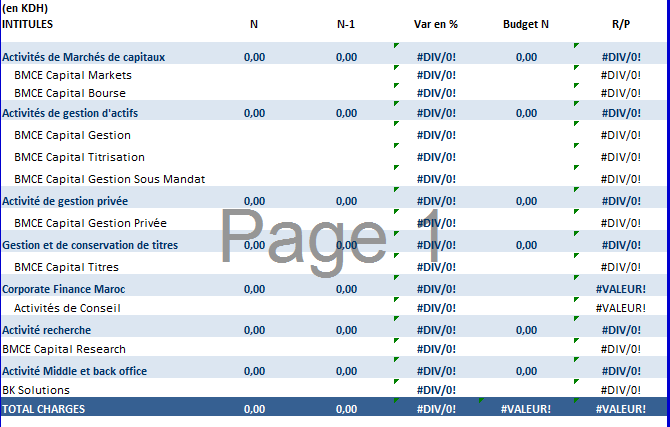 (en KDH)
INTITULES N N-1 Var en % Budget N R/P
Activités de Marchés de capitaux 0,00 0,00 #DIV/0! 0,00 #DIV/0!
BMCE Capital Markets #DIV/0! #DIV/0!
BMCE Capital Bourse #DIV/0! #DIV/0!
Activités de gestion d'actifs 0,00 0,00 #DIV/0! 0,00 #DIV/0!
BMCE Capital Gestion #DIV/0! #DIV/0!
BMCE Capital Titrisation #DIV/0! #DIV/0!
BMCE Capital Gestion Sous Mandat #DIV/0! #DIV/0!
Activité de gestion privée 0,00 0,00 #DIV/0! 0,00 #DIV/0!
BMCE Capital Gestion Privée #DIV/0! #DIV/0!
Page 1
Gestion et de conservation de titres 0,00 0,00 #DIV/0! 0,00 #DIV/0!
BMCE Capital Titres #DIV/0! #DIV/0!
Corporate Finance Maroc 0,00 0,00 #DIV/0! #VALEUR!
Activités de Conseil #DIV/0! #VALEUR!
Activité recherche 0,00 0,00 #DIV/0! 0,00 #DIV/0!
BMCE Capital Research #DIV/0! #DIV/0!
Activité Middle et back office 0,00 0,00 #DIV/0! 0,00 #DIV/0!
BK Solutions #DIV/0! #DIV/0!
TOTAL CHARGES 0,00 0,00 #DIV/0! #VALEUR! #VALEUR!